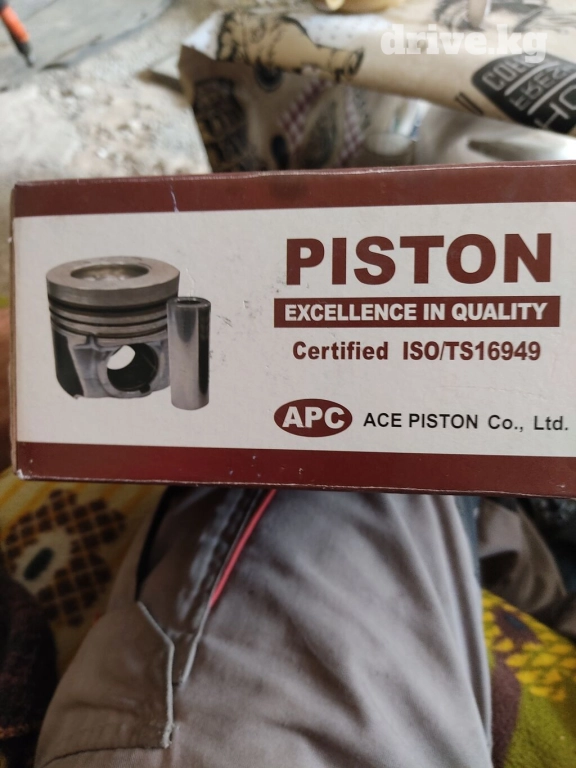 drive.kg
PISTON
EXCELLENCE IN QUALITY
Certified ISO/TS16949
APC ACE PISTON Co., Ltd.